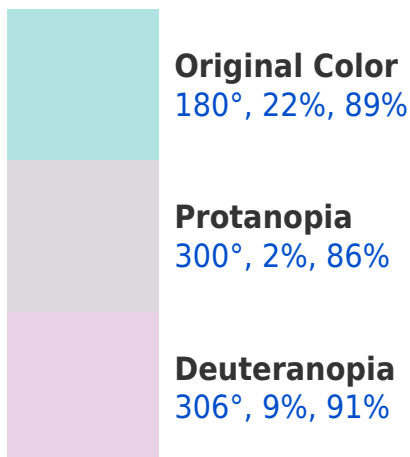 Original Color
180°, 22%, 89%
Protanopia
300°, 2%, 86%
Deuteranopia
306°, 9%, 91%